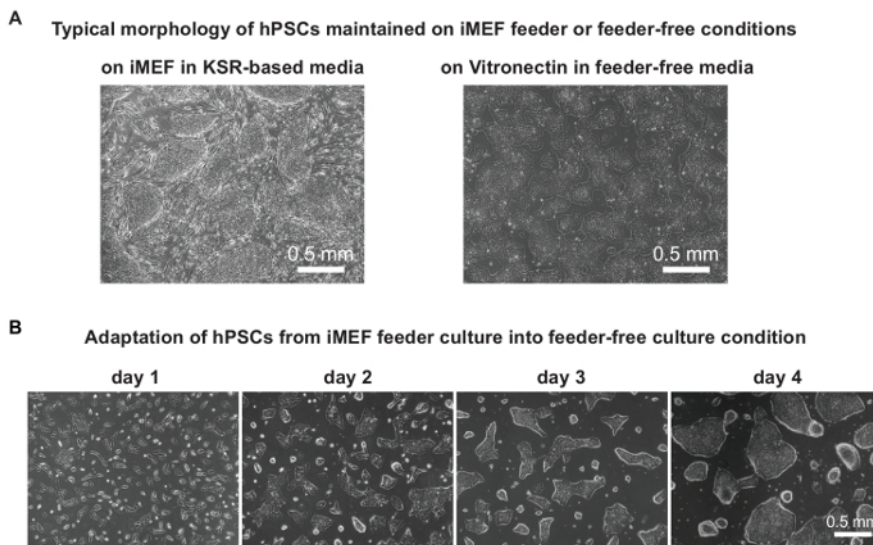 A
Typical morphology of hPSCs maintained on iMEF feeder or feeder-free conditions
on iMEF in KSR-based media
on Vitronectin in feeder-free media
0.5 mm
0.5 mm
B
Adaptation of hPSCs from iMEF feeder culture into feeder-free culture condition
day 1
day 2
day 3
day 4
0.5 mm